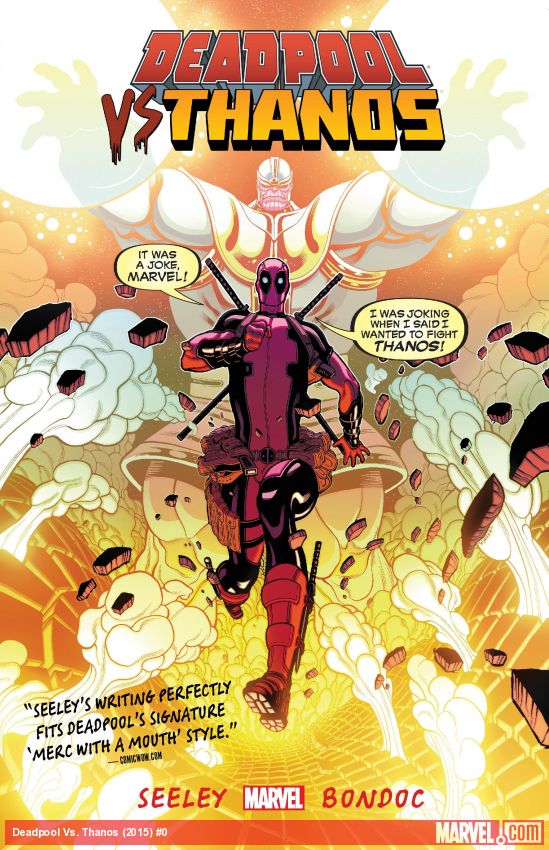 DEADPOOL
VS THANOS
IT WAS
A JOKE,
MARVEL!
I WAS JOKING
WHEN I SAID I
WANTED TO FIGHT
THANOS!
"SEELEY'S WRITING PERFECTLY
FITS DEADPOOL'S SIGNATURE
'MERC WITH A MOUTH' STYLE."
— COMICWOW.COM
SEELEY MARVEL BONDOC
Deadpool Vs. Thanos (2015) #0
MARVEL.com